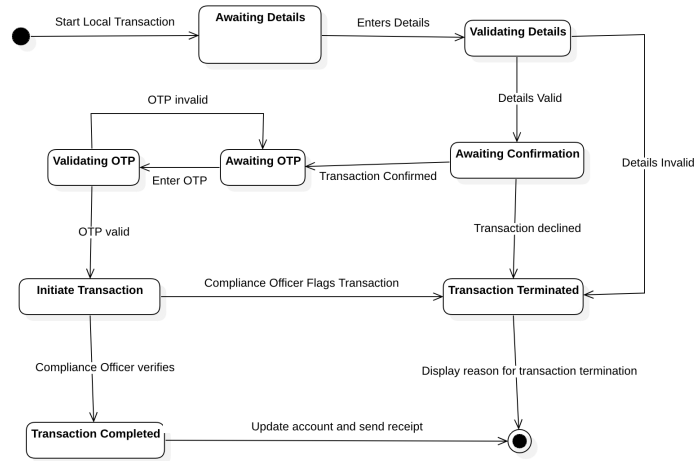 Start Local Transaction
Awaiting Details
Enters Details
Validating Details
OTP invalid
Details Valid
Validating OTP
Awaiting OTP
Awaiting Confirmation
Details Invalid
Enter OTP
Transaction Confirmed
OTP valid
Transaction declined
Initiate Transaction
Compliance Officer Flags Transaction
Transaction Terminated
Compliance Officer verifies
Display reason for transaction termination
Transaction Completed
Update account and send receipt